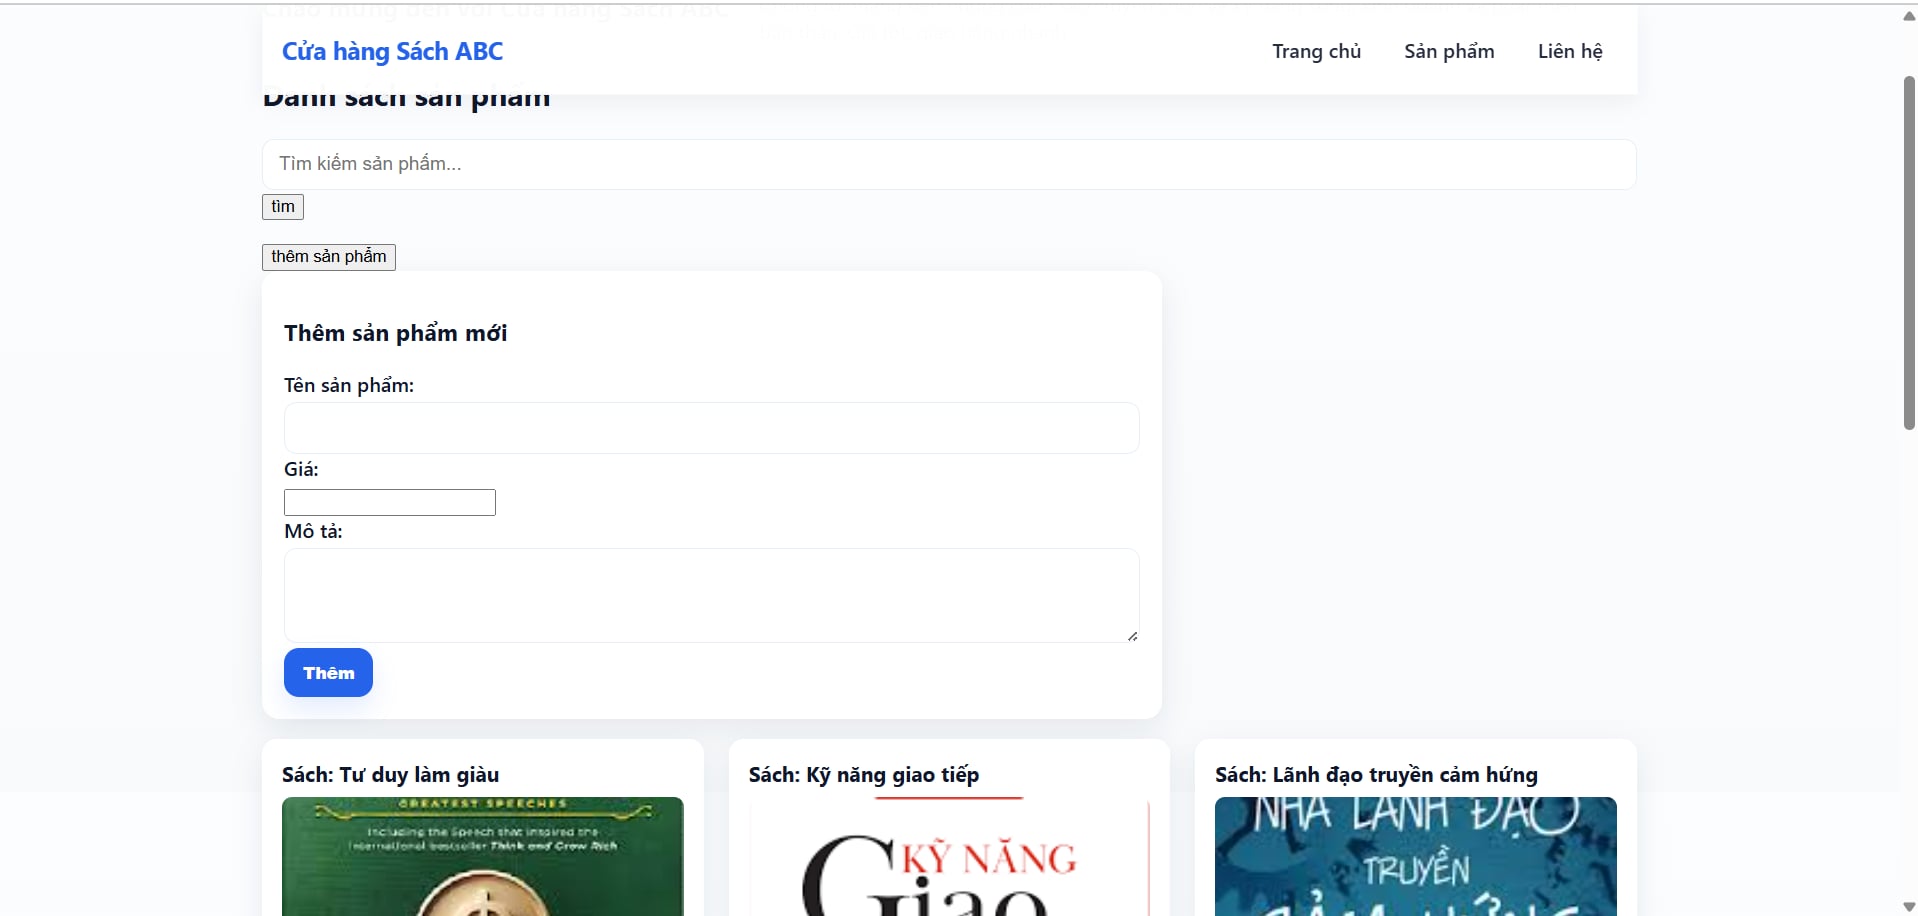 Cửa hàng Sách ABC
Trang chủ
Sản phẩm
Liên hệ
Danh sách sản phẩm
Tìm kiếm sản phẩm...
tìm
thêm sản phẩm
Thêm sản phẩm mới
Tên sản phẩm:
Giá:
Mô tả:
Thêm
Sách: Tư duy làm giàu
Sách: Kỹ năng giao tiếp
Sách: Lãnh đạo truyền cảm hứng
GREATEST SPEECHES
Including the Speech that Inspired the
International bestseller Think and Grow Rich
KỸ NĂNG
Giao
NHÀ LÃNH ĐẠO
TRUYỀN
CẢM HỨNG